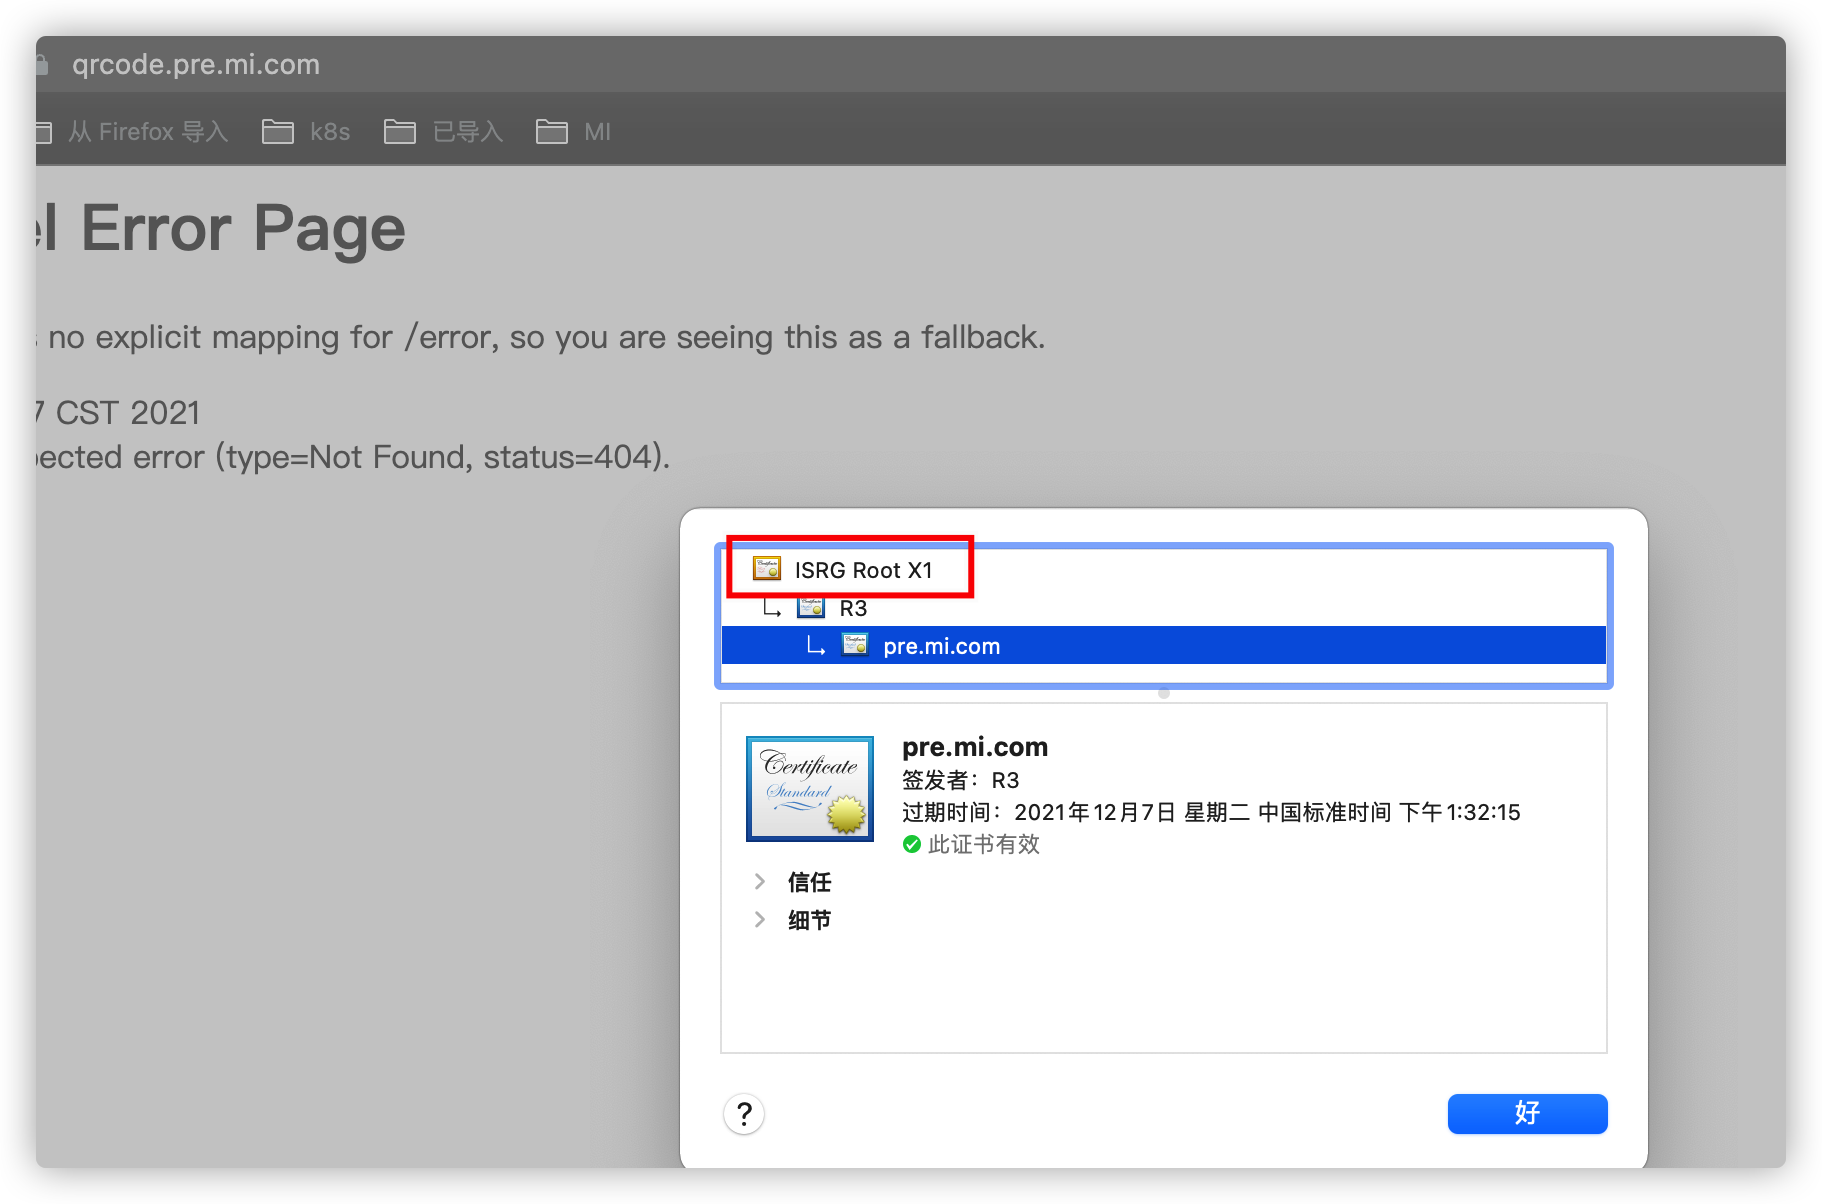 qrcode.pre.mi.com
从 Firefox 导入 k8s 已导入 MI
el Error Page
no explicit mapping for /error, so you are seeing this as a fallback.
7 CST 2021
pected error (type=Not Found, status=404).
ISRG Root X1
R3
pre.mi.com
Certificate
Standard
pre.mi.com
签发者：R3
过期时间：2021年12月7日 星期二 中国标准时间 下午1:32:15
此证书有效
信任
细节
?
好